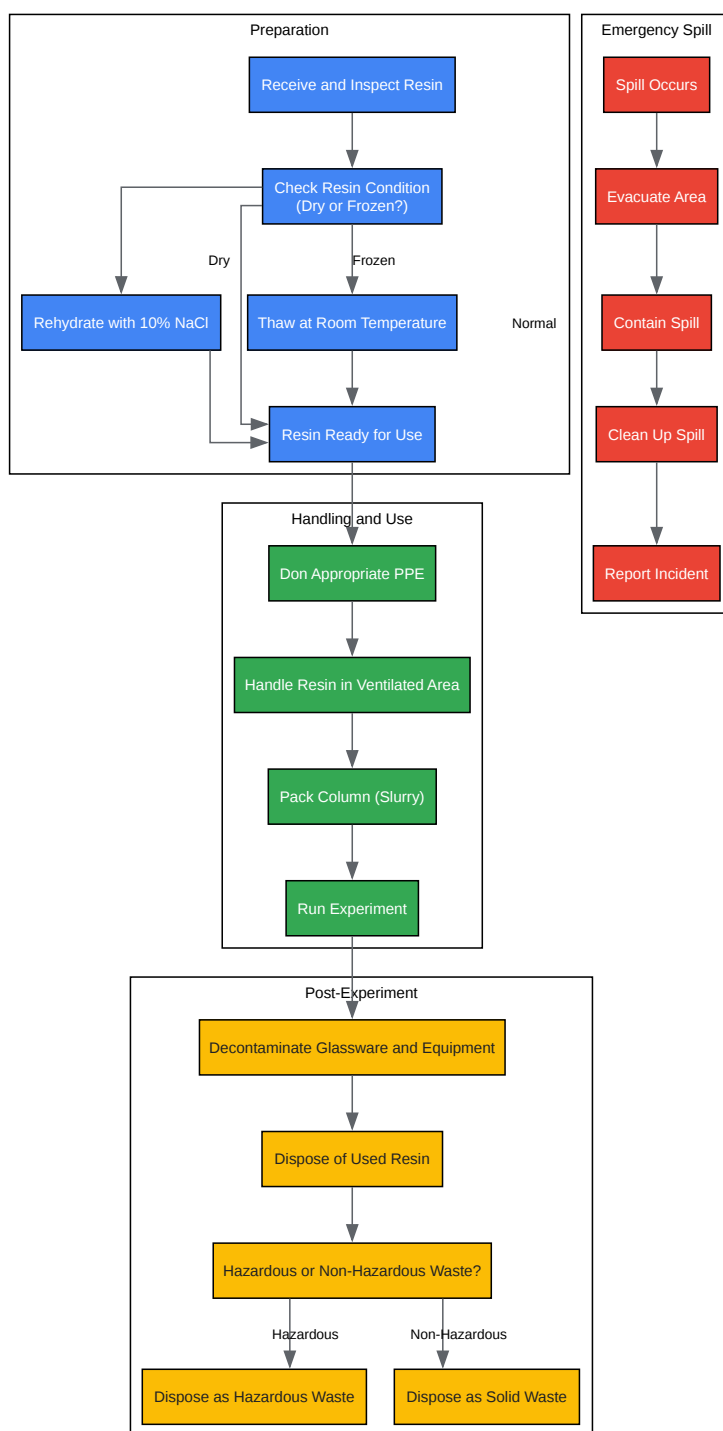 Preparation
Receive and Inspect Resin
Check Resin Condition
(Dry or Frozen?)
Dry
Frozen
Rehydrate with 10% NaCl
Thaw at Room Temperature
Normal
Resin Ready for Use
Emergency Spill
Spill Occurs
Evacuate Area
Contain Spill
Clean Up Spill
Report Incident
Handling and Use
Don Appropriate PPE
Handle Resin in Ventilated Area
Pack Column (Slurry)
Run Experiment
Post-Experiment
Decontaminate Glassware and Equipment
Dispose of Used Resin
Hazardous or Non-Hazardous Waste?
Hazardous
Non-Hazardous
Dispose as Hazardous Waste
Dispose as Solid Waste